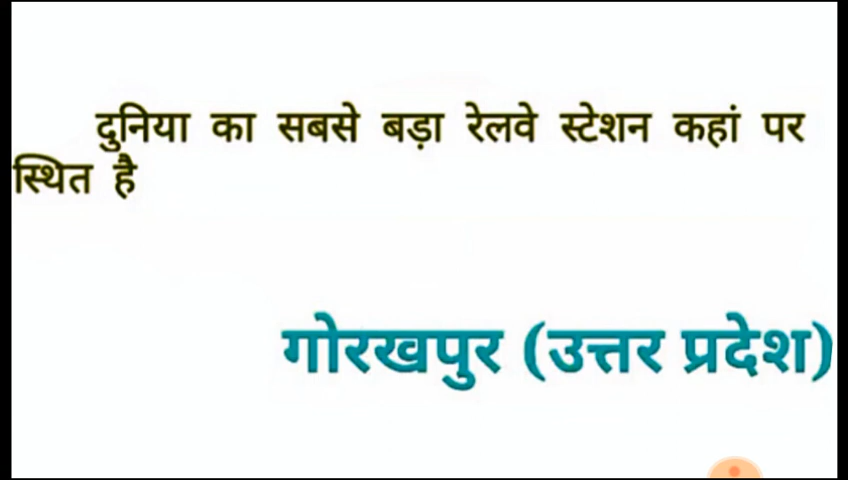 दुनिया का सबसे बड़ा रेलवे स्टेशन कहां पर
स्थित है
गोरखपुर (उत्तर प्रदेश)